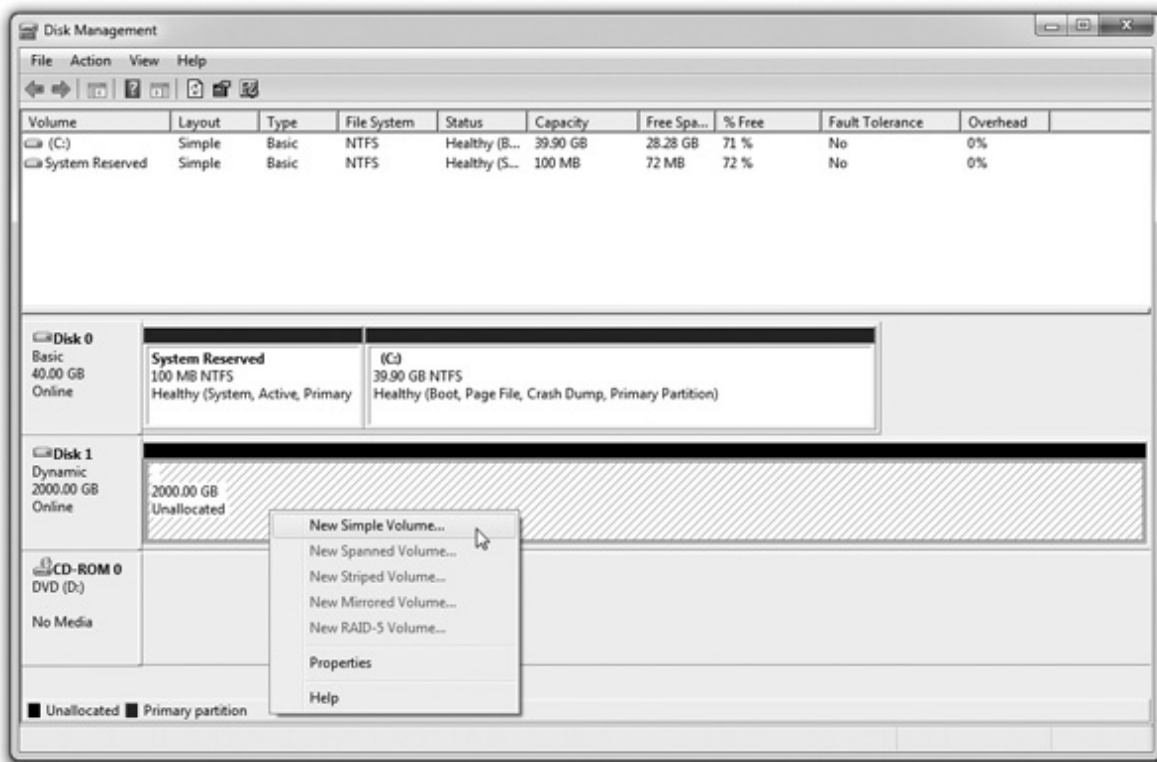 Disk Management
File Action View Help
Volume Layout Type File System Status Capacity Free Spa... % Free Fault Tolerance Overhead
(C:) Simple Basic NTFS Healthy (B... 39.90 GB 28.28 GB 71 % No 0%
System Reserved Simple Basic NTFS Healthy (S... 100 MB 72 MB 72 % No 0%
Disk 0
Basic
40.00 GB
Online
System Reserved
100 MB NTFS
Healthy (System, Active, Primary
(C:)
39.90 GB NTFS
Healthy (Boot, Page File, Crash Dump, Primary Partition)
Disk 1
Dynamic
2000.00 GB
Online
2000.00 GB
Unallocated
New Simple Volume...
New Spanned Volume...
New Striped Volume...
New Mirrored Volume...
New RAID-5 Volume...
Properties
Help
CD-ROM 0
DVD (D:)
No Media
Unallocated Primary partition